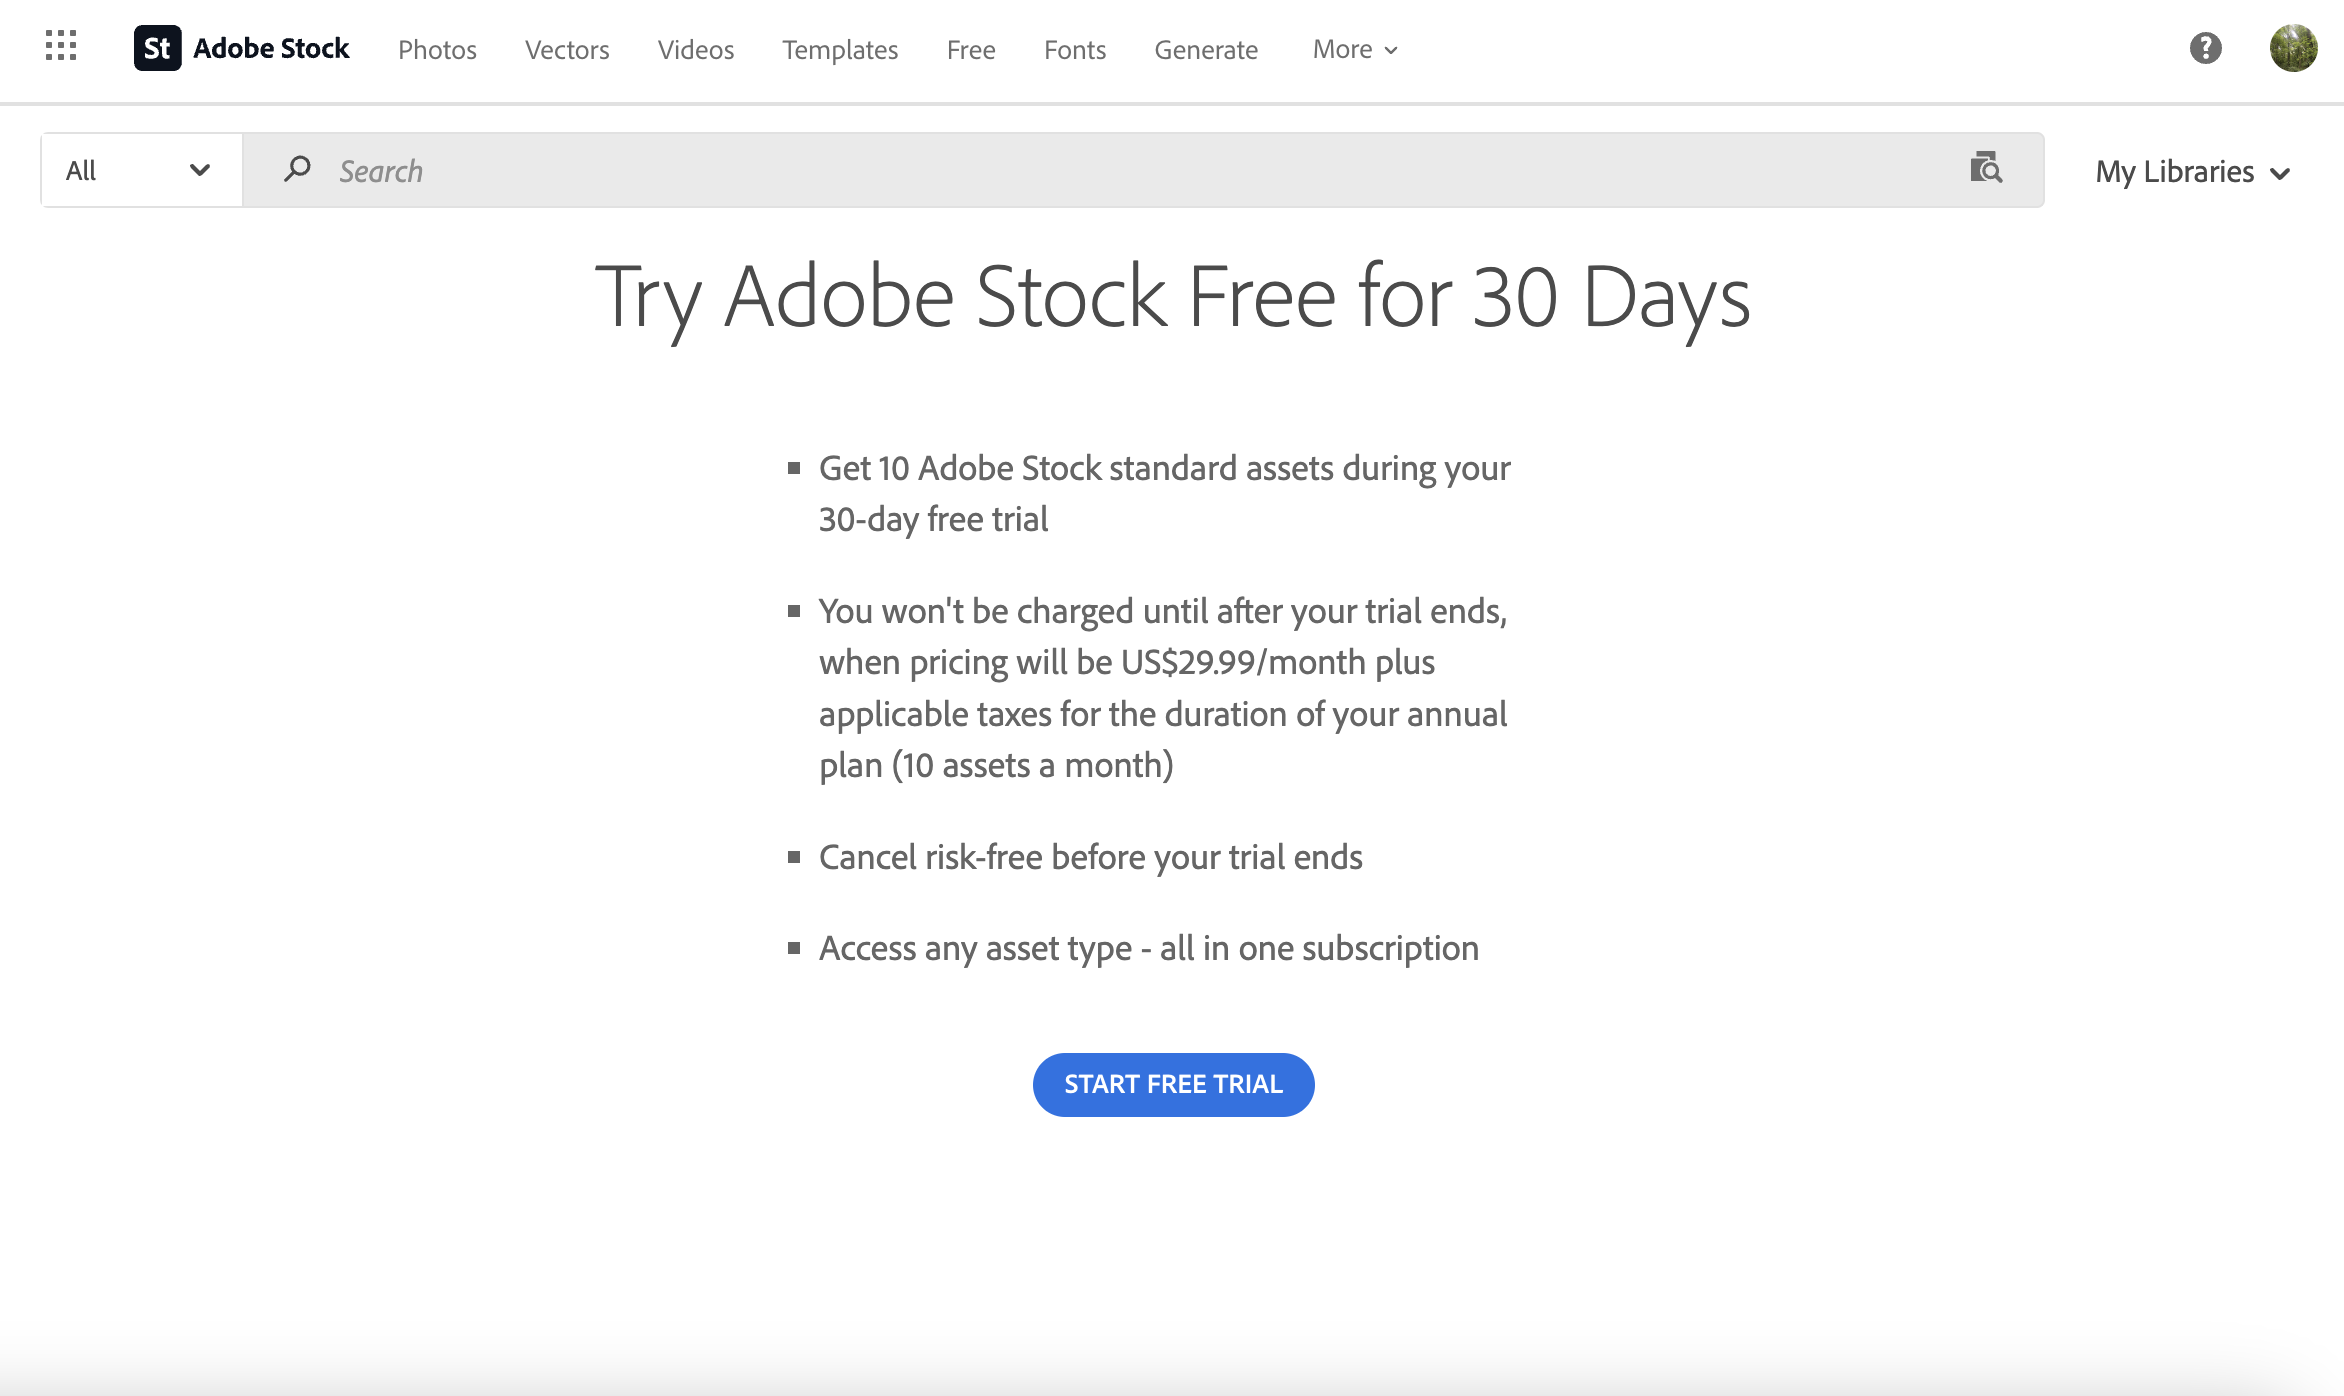 St Adobe Stock Photos Vectors Videos Templates Free Fonts Generate More ?
All Search My Libraries
Try Adobe Stock Free for 30 Days
Get 10 Adobe Stock standard assets during your
30-day free trial
You won't be charged until after your trial ends,
when pricing will be US$29.99/month plus
applicable taxes for the duration of your annual
plan (10 assets a month)
Cancel risk-free before your trial ends
Access any asset type - all in one subscription
START FREE TRIAL